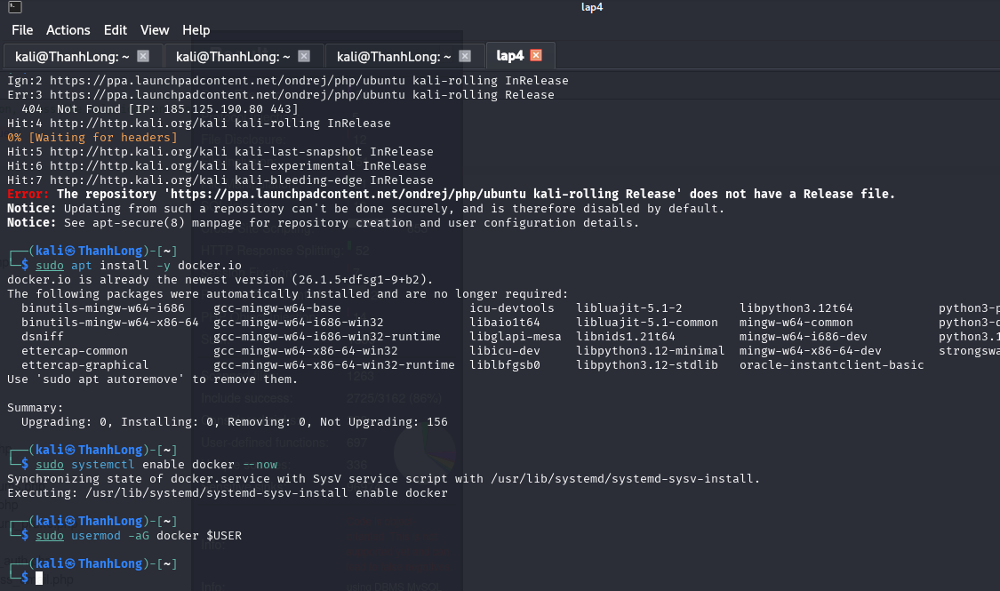 lap4
File Actions Edit View Help
kali@ThanhLong: ~ kali@ThanhLong: ~ kali@ThanhLong: ~ lap4
Ign:2 https://ppa.launchpadcontent.net/ondrej/php/ubuntu kali-rolling InRelease
Err:3 https://ppa.launchpadcontent.net/ondrej/php/ubuntu kali-rolling Release
404 Not Found [IP: 185.125.190.80 443]
Hit:4 http://http.kali.org/kali kali-rolling InRelease
0% [Waiting for headers]
Hit:5 http://http.kali.org/kali kali-last-snapshot InRelease
Hit:6 http://http.kali.org/kali kali-experimental InRelease
Hit:7 http://http.kali.org/kali kali-bleeding-edge InRelease
Error: The repository 'https://ppa.launchpadcontent.net/ondrej/php/ubuntu kali-rolling Release' does not have a Release file.
Notice: Updating from such a repository can't be done securely, and is therefore disabled by default.
Notice: See apt-secure(8) manpage for repository creation and user configuration details.
┌──(kali㉿ThanhLong)-[~]
└─$ sudo apt install -y docker.io
docker.io is already the newest version (26.1.5+dfsg1-9+b2).
The following packages were automatically installed and are no longer required:
binutils-mingw-w64-i686 gcc-mingw-w64-base icu-devtools libluajit-5.1-2 libpython3.12t64 python3-p
binutils-mingw-w64-x86-64 gcc-mingw-w64-i686-win32 libaio1t64 libluajit-5.1-common mingw-w64-common python3-
dsniff gcc-mingw-w64-i686-win32-runtime libglapi-mesa libnids1.21t64 mingw-w64-i686-dev python3.1
ettercap-common gcc-mingw-w64-x86-64-win32 libicu-dev libpython3.12-minimal mingw-w64-x86-64-dev strongswa
ettercap-graphical gcc-mingw-w64-x86-64-win32-runtime liblbfgsb0 libpython3.12-stdlib oracle-instantclient-basic
Use 'sudo apt autoremove' to remove them.
Summary:
Upgrading: 0, Installing: 0, Removing: 0, Not Upgrading: 156
┌──(kali㉿ThanhLong)-[~]
└─$ sudo systemctl enable docker --now
Synchronizing state of docker.service with SysV service script with /usr/lib/systemd/systemd-sysv-install.
Executing: /usr/lib/systemd/systemd-sysv-install enable docker
┌──(kali㉿ThanhLong)-[~]
└─$ sudo usermod -aG docker $USER
┌──(kali㉿ThanhLong)-[~]
└─$